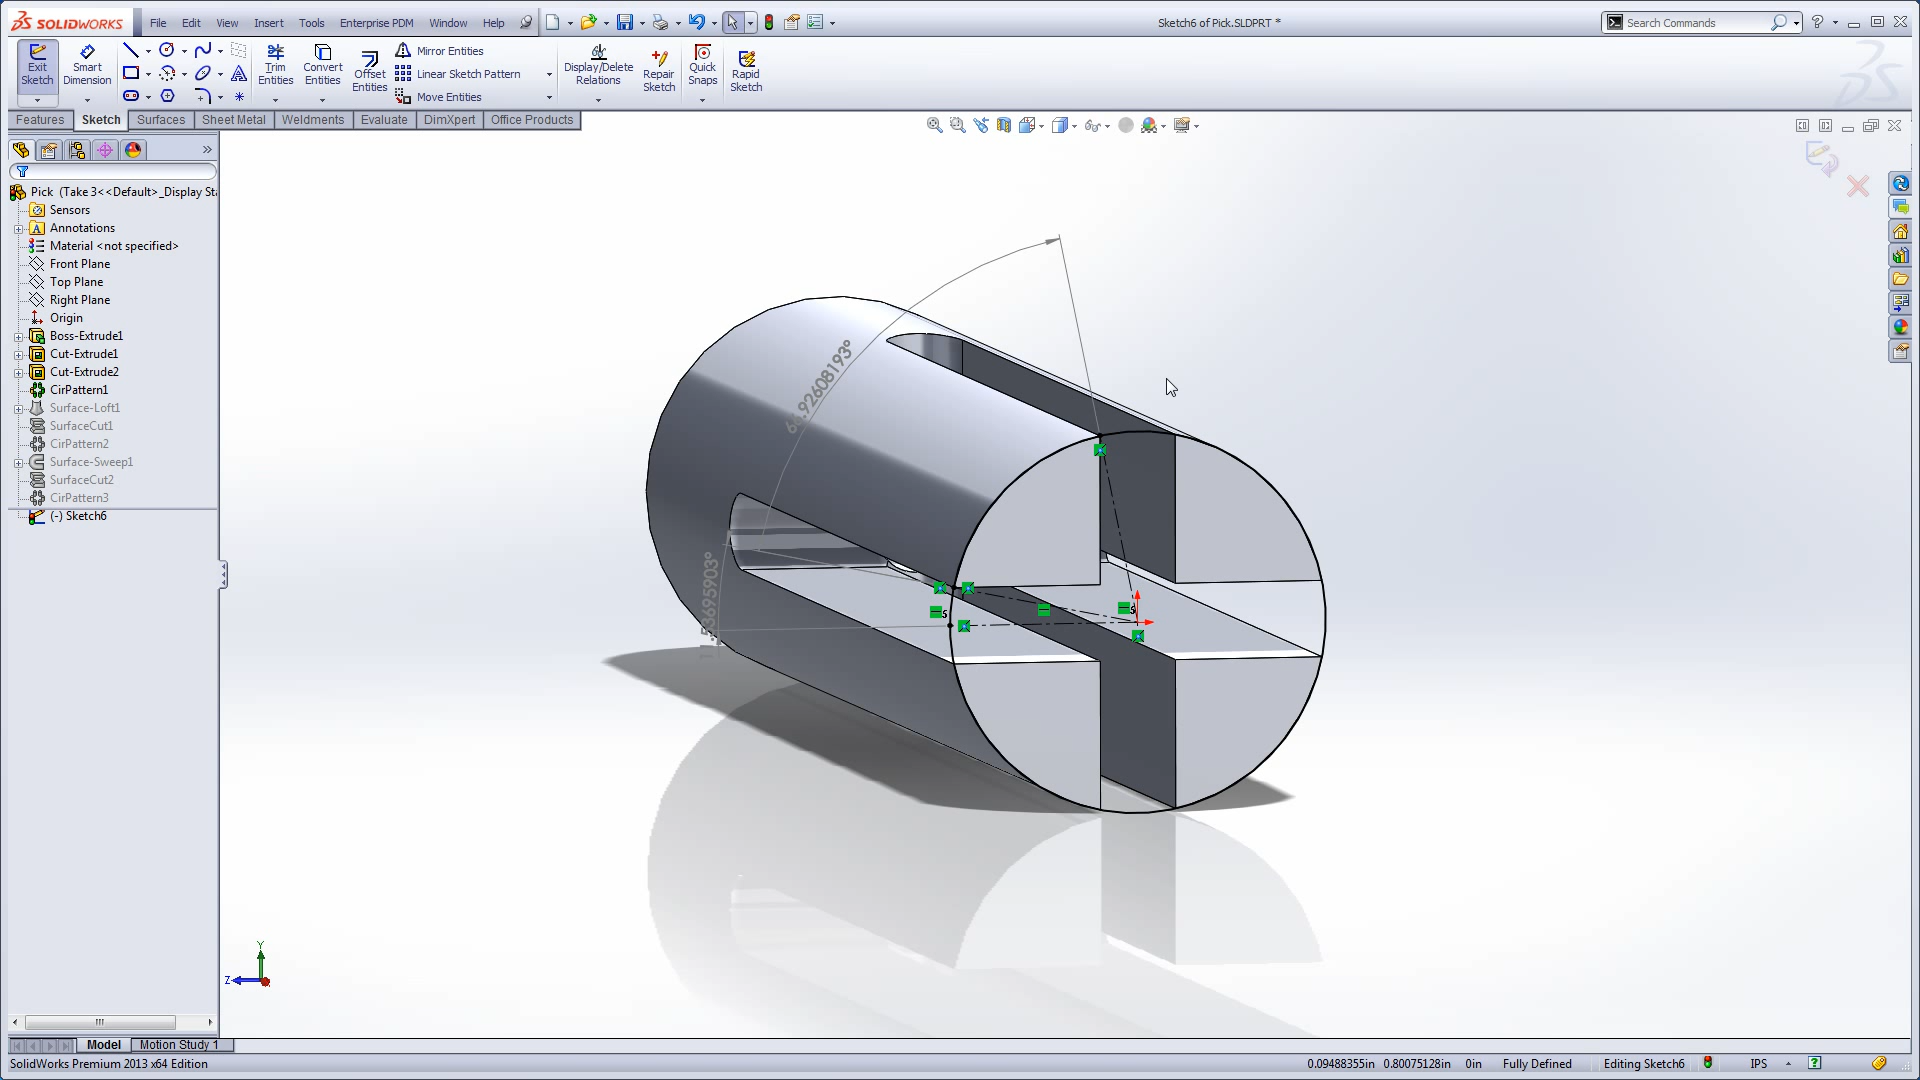 SOLIDWORKS File Edit View Insert Tools Enterprise PDM Window Help Sketch6 of Pick.SLDPRT * Search Commands
Exit Sketch
Smart Dimension
Trim Entities
Convert Entities
Offset Entities
Mirror Entities
Linear Sketch Pattern
Move Entities
Display/Delete Relations
Repair Sketch
Quick Snaps
Rapid Sketch
Features Sketch Surfaces Sheet Metal Weldments Evaluate DimXpert Office Products
Pick (Take 3<<Default>_Display Sta
Sensors
Annotations
Material <not specified>
Front Plane
Top Plane
Right Plane
Origin
Boss-Extrude1
Cut-Extrude1
Cut-Extrude2
CirPattern1
Surface-Loft1
SurfaceCut1
CirPattern2
Surface-Sweep1
SurfaceCut2
CirPattern3
(-) Sketch6
66.92608193°
11.53695903°
Y
Z
Model Motion Study 1
SolidWorks Premium 2013 x64 Edition 0.09488355in 0.80075128in 0in Fully Defined Editing Sketch6 IPS